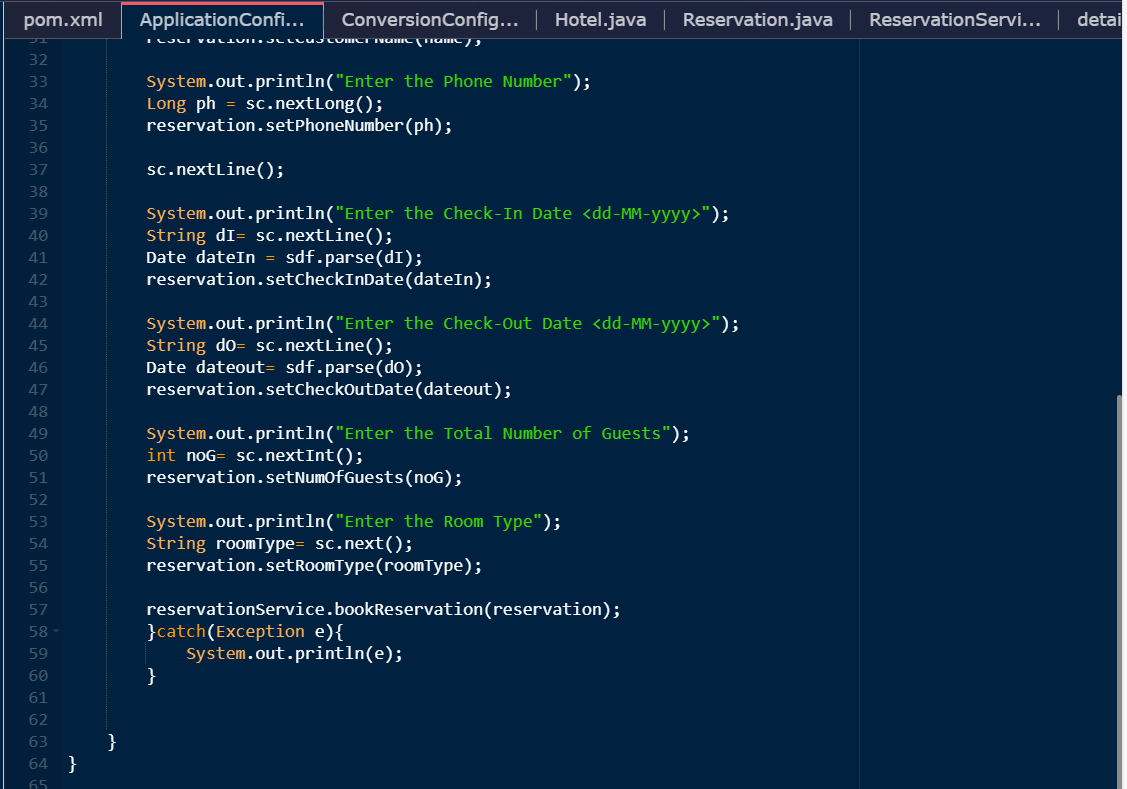 pom.xml ApplicationConfi... ConversionConfig... Hotel.java Reservation.java ReservationServi... detai
31 reservation.setCustomerName(name);
32
33 System.out.println("Enter the Phone Number");
34 Long ph = sc.nextLong();
35 reservation.setPhoneNumber(ph);
36
37 sc.nextLine();
38
39 System.out.println("Enter the Check-In Date <dd-MM-yyyy>");
40 String dI= sc.nextLine();
41 Date dateIn = sdf.parse(dI);
42 reservation.setCheckInDate(dateIn);
43
44 System.out.println("Enter the Check-Out Date <dd-MM-yyyy>");
45 String dO= sc.nextLine();
46 Date dateout= sdf.parse(dO);
47 reservation.setCheckOutDate(dateout);
48
49 System.out.println("Enter the Total Number of Guests");
50 int noG= sc.nextInt();
51 reservation.setNumOfGuests(noG);
52
53 System.out.println("Enter the Room Type");
54 String roomType= sc.next();
55 reservation.setRoomType(roomType);
56
57 reservationService.bookReservation(reservation);
58 }catch(Exception e){
59 System.out.println(e);
60 }
61
62
63 }
64 }
65